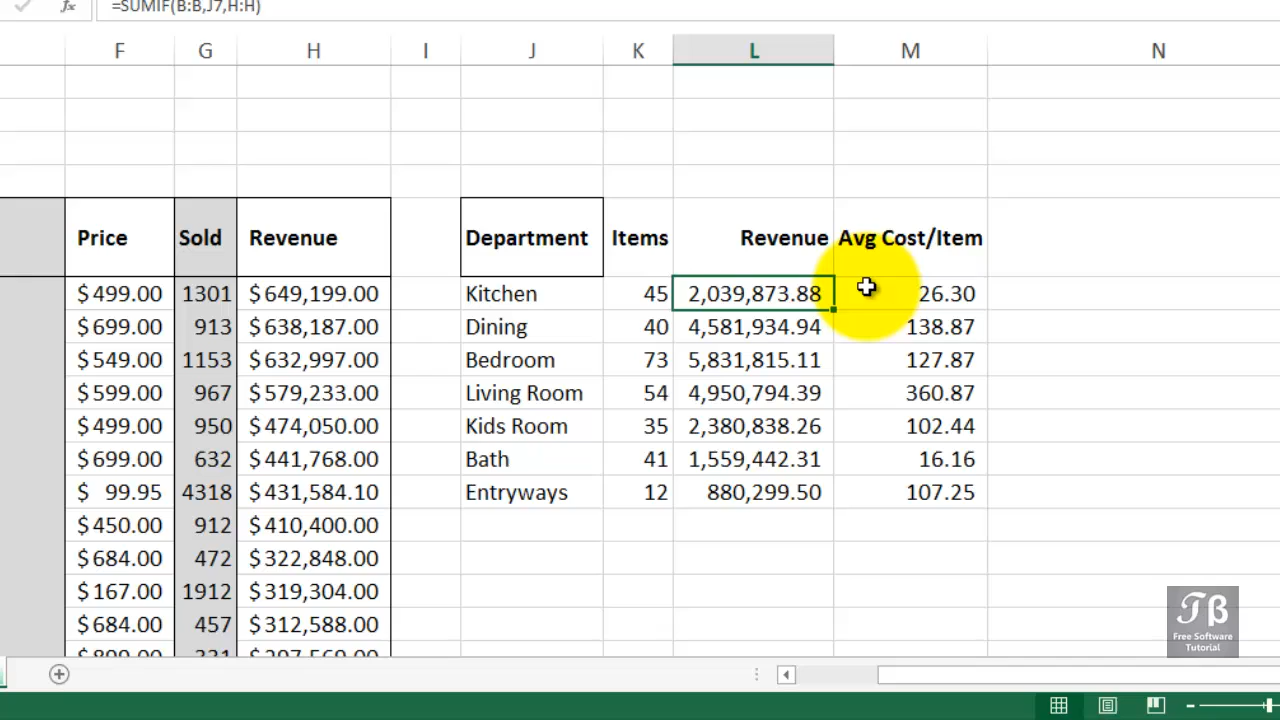 fx =SUMIF(B:B,J7,H:H)
F G H I J K L M N
Price Sold Revenue Department Items Revenue Avg Cost/Item
$ 499.00 1301 $ 649,199.00 Kitchen 45 2,039,873.88 26.30
$ 699.00 913 $ 638,187.00 Dining 40 4,581,934.94 138.87
$ 549.00 1153 $ 632,997.00 Bedroom 73 5,831,815.11 127.87
$ 599.00 967 $ 579,233.00 Living Room 54 4,950,794.39 360.87
$ 499.00 950 $ 474,050.00 Kids Room 35 2,380,838.26 102.44
$ 699.00 632 $ 441,768.00 Bath 41 1,559,442.31 16.16
$ 99.95 4318 $ 431,584.10 Entryways 12 880,299.50 107.25
$ 450.00 912 $ 410,400.00
$ 684.00 472 $ 322,848.00
$ 167.00 1912 $ 319,304.00
$ 684.00 457 $ 312,588.00
TB
Free Software
Tutorial